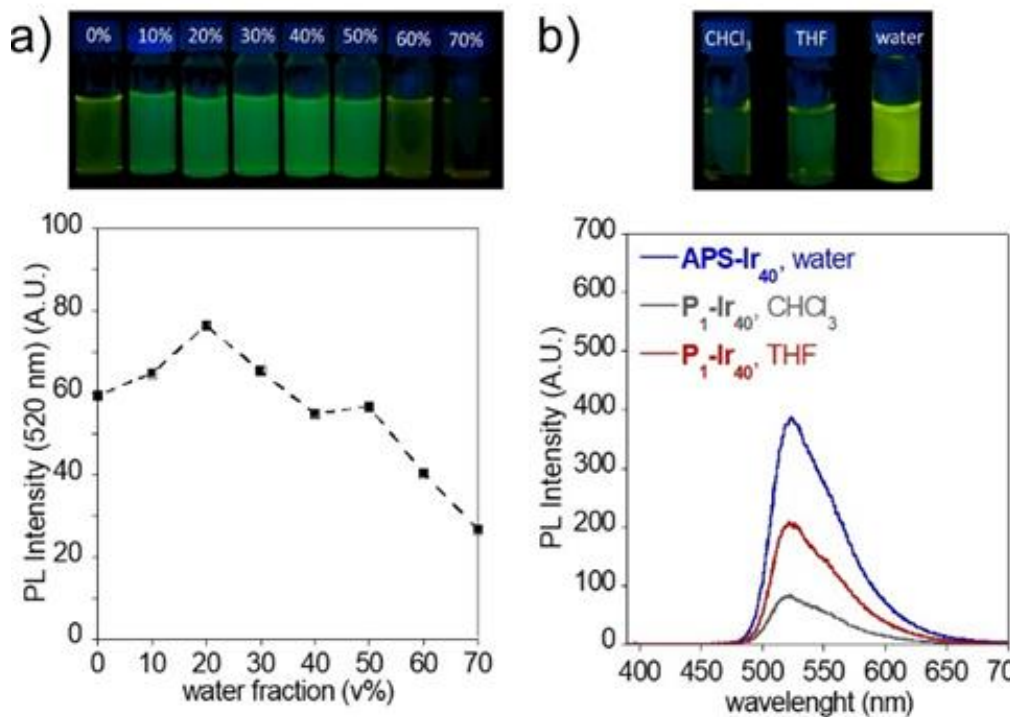 a)
0% 10% 20% 30% 40% 50% 60% 70%
PL Intensity (520 nm) (A.U.)
100
80
60
40
20
0
0 10 20 30 40 50 60 70
water fraction (v%)
b)
CHCl₃ THF water
PL Intensity (A.U.)
700
600
500
400
300
200
100
0
APS-Ir₄₀, water
P₁-Ir₄₀, CHCl₃
P₁-Ir₄₀, THF
400 450 500 550 600 650 70
wavelenght (nm)